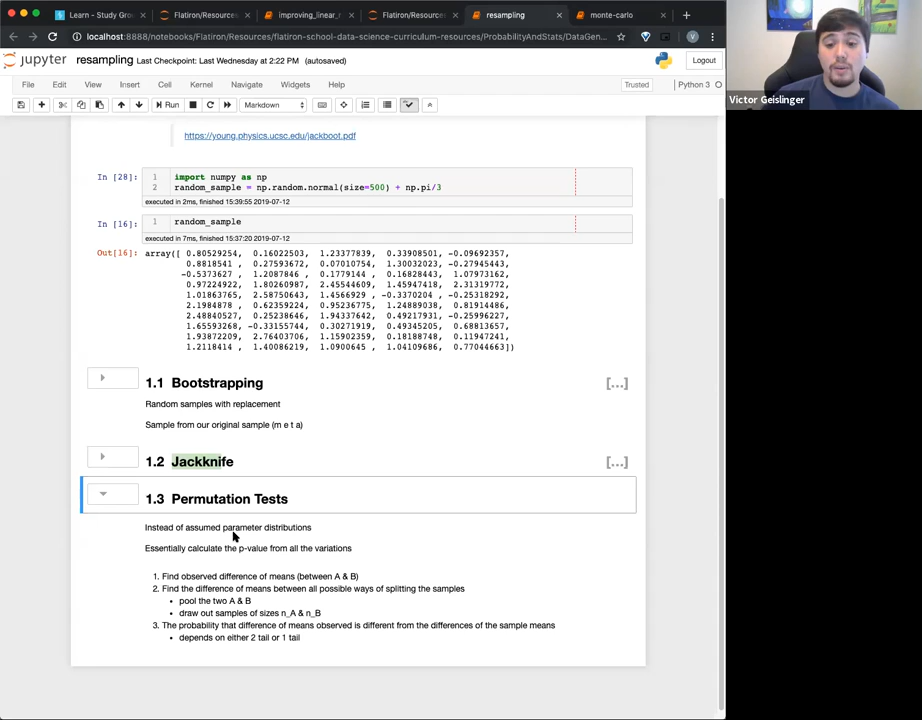 Learn - Study Gro
Flatiron/Resources
improving_linear_r
Flatiron/Resources
resampling
monte-carlo
localhost:8888/notebooks/Flatiron/Resources/flatiron-school-data-science-curriculum-resources/ProbabilityAndStats/DataGen...
jupyter resampling Last Checkpoint: Last Wednesday at 2:22 PM (autosaved)
Logout
File Edit View Insert Cell Kernel Navigate Widgets Help
Trusted
Python 3
Run
Markdown
Victor Geislinger
https://young.physics.ucsc.edu/jackboot.pdf
In [28]:
1 import numpy as np
2 random_sample = np.random.normal(size=500) + np.pi/3
executed in 2ms, finished 15:39:55 2019-07-12
In [16]:
1 random_sample
executed in 7ms, finished 15:37:20 2019-07-12
Out[16]: array([ 0.80529254, 0.16022503, 1.23377839, 0.33908501, -0.09692357,
0.8818541 , 0.27593672, 0.07010754, 1.30032023, -0.27945443,
-0.5373627 , 1.2087846 , 0.1779144 , 0.16828443, 1.07973162,
0.97224922, 1.80260987, 2.45544609, 1.45947418, 2.31319772,
1.01863765, 2.58750643, 1.4566929 , -0.3370204 , -0.25318292,
2.1984878 , 0.62359224, 0.95236775, 1.24889038, 0.81914486,
2.48840527, 0.25238646, 1.94337642, 0.49217931, -0.25996227,
1.65593268, -0.33155744, 0.30271919, 0.49345205, 0.68813657,
1.93872209, 2.76403706, 1.15902359, 0.18188748, 0.11947241,
1.2118414 , 1.40086219, 1.0900645 , 1.04109686, 0.77044663])
1.1 Bootstrapping
[...]
Random samples with replacement
Sample from our original sample (m e t a)
1.2 Jackknife
[...]
1.3 Permutation Tests
Instead of assumed parameter distributions
Essentially calculate the p-value from all the variations
1. Find observed difference of means (between A & B)
2. Find the difference of means between all possible ways of splitting the samples
• pool the two A & B
• draw out samples of sizes n_A & n_B
3. The probability that difference of means observed is different from the differences of the sample means
• depends on either 2 tail or 1 tail